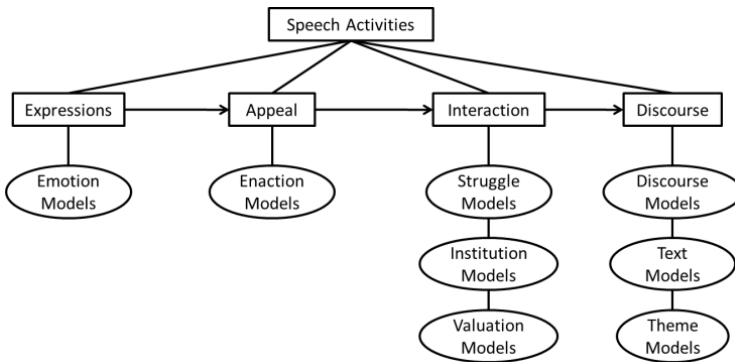 Speech Activities
Expressions
Appeal
Interaction
Discourse
Emotion
Models
Enaction
Models
Struggle
Models
Discourse
Models
Institution
Models
Text
Models
Valuation
Models
Theme
Models